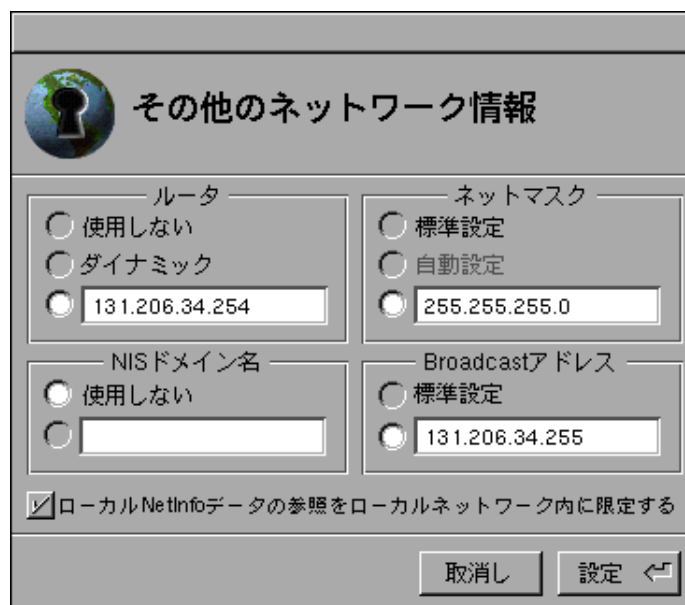 その他のネットワーク情報
ルータ
使用しない
ダイナミック
131.206.34.254
ネットマスク
標準設定
自動設定
255.255.255.0
NISドメイン名
使用しない
Broadcastアドレス
標準設定
131.206.34.255
ローカルNetInfoデータの参照をローカルネットワーク内に限定する
取消し
設定